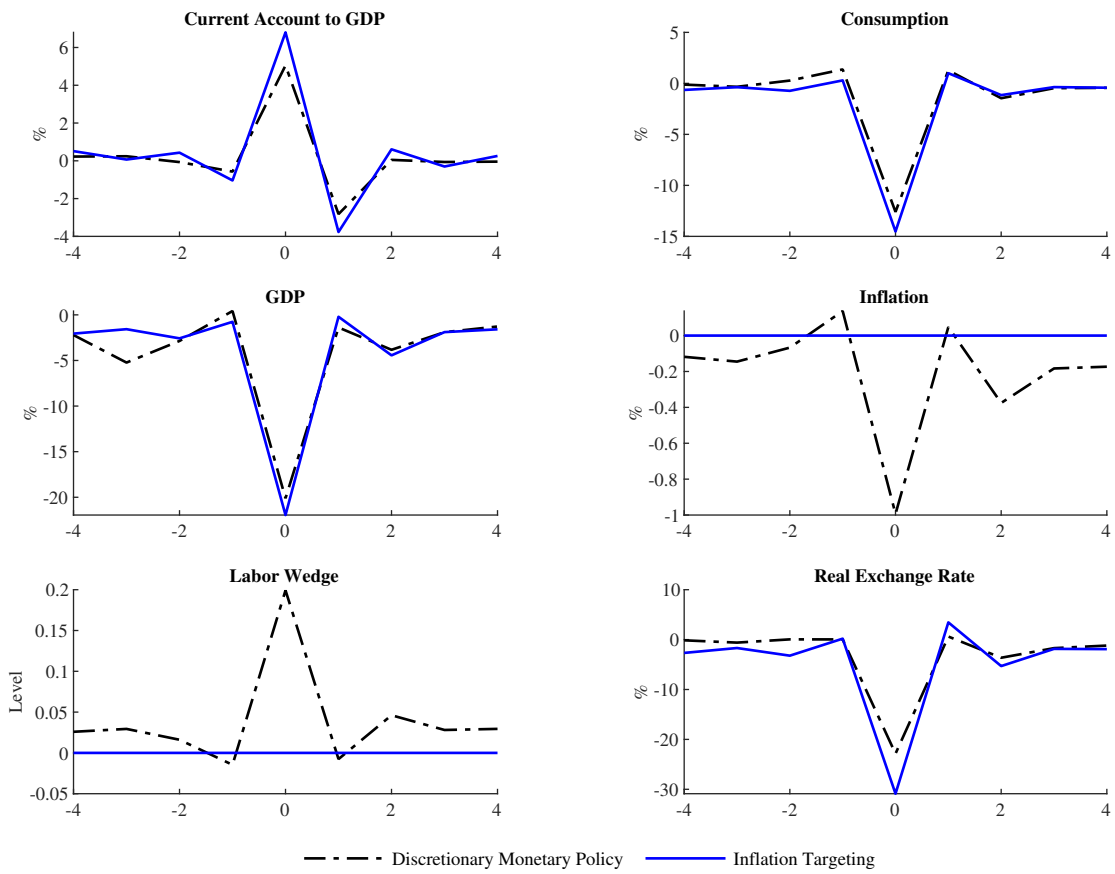 Current Account to GDP
%
6
4
2
0
-2
-4
-4 -2 0 2 4
Consumption
%
5
0
-5
-10
-15
-4 -2 0 2 4
GDP
%
0
-5
-10
-15
-20
-4 -2 0 2 4
Inflation
%
0
-0.2
-0.4
-0.6
-0.8
-1
-4 -2 0 2 4
Labor Wedge
Level
0.2
0.15
0.1
0.05
0
-0.05
-4 -2 0 2 4
Real Exchange Rate
%
10
0
-10
-20
-30
-4 -2 0 2 4
Discretionary Monetary Policy Inflation Targeting